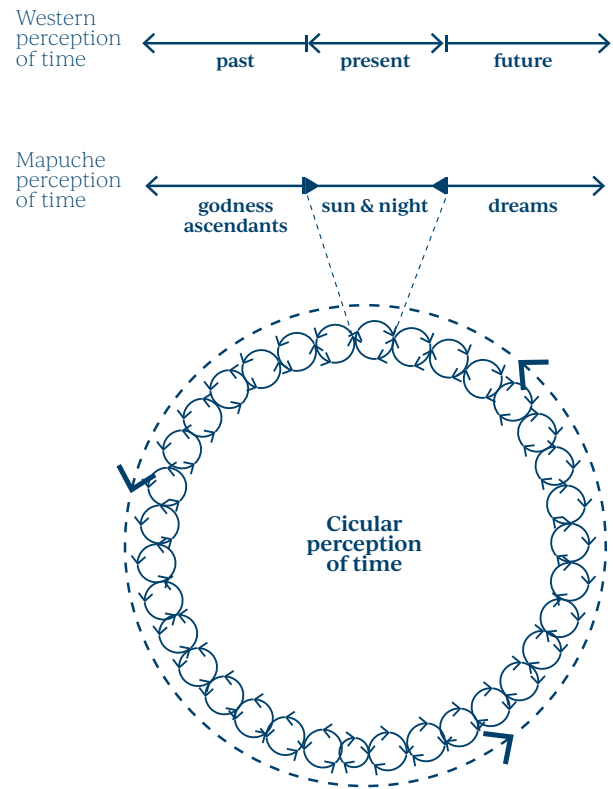 Western
perception
of time
past
present
future
Mapuche
perception
of time
godness
ascendants
sun & night
dreams
Cicular
perception
of time